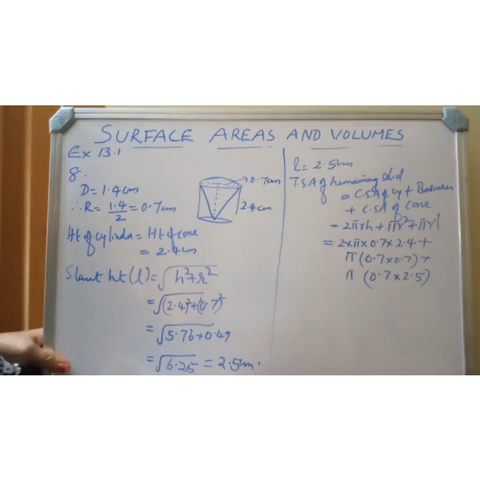 SURFACE AREAS AND VOLUMES
Ex 13.1
8.
D = 1.4cm
∴ R = 1.4/2 = 0.7cm
Ht of cylinder = Ht of cone
= 2.4cm
Slant ht (l) = √h²+r²
= √(2.4)²+(0.7)²
= √5.76+0.49
= √6.25 = 2.5cm.
0.7cm
2.4cm
l = 2.5cm
T.S.A of remaining solid
= C.S.A of cy + Base area
+ C.SA of cone
= 2πrh + πr² + πrl
= 2×π×0.7×2.4 +
π(0.7×0.7) +
π (0.7×2.5)